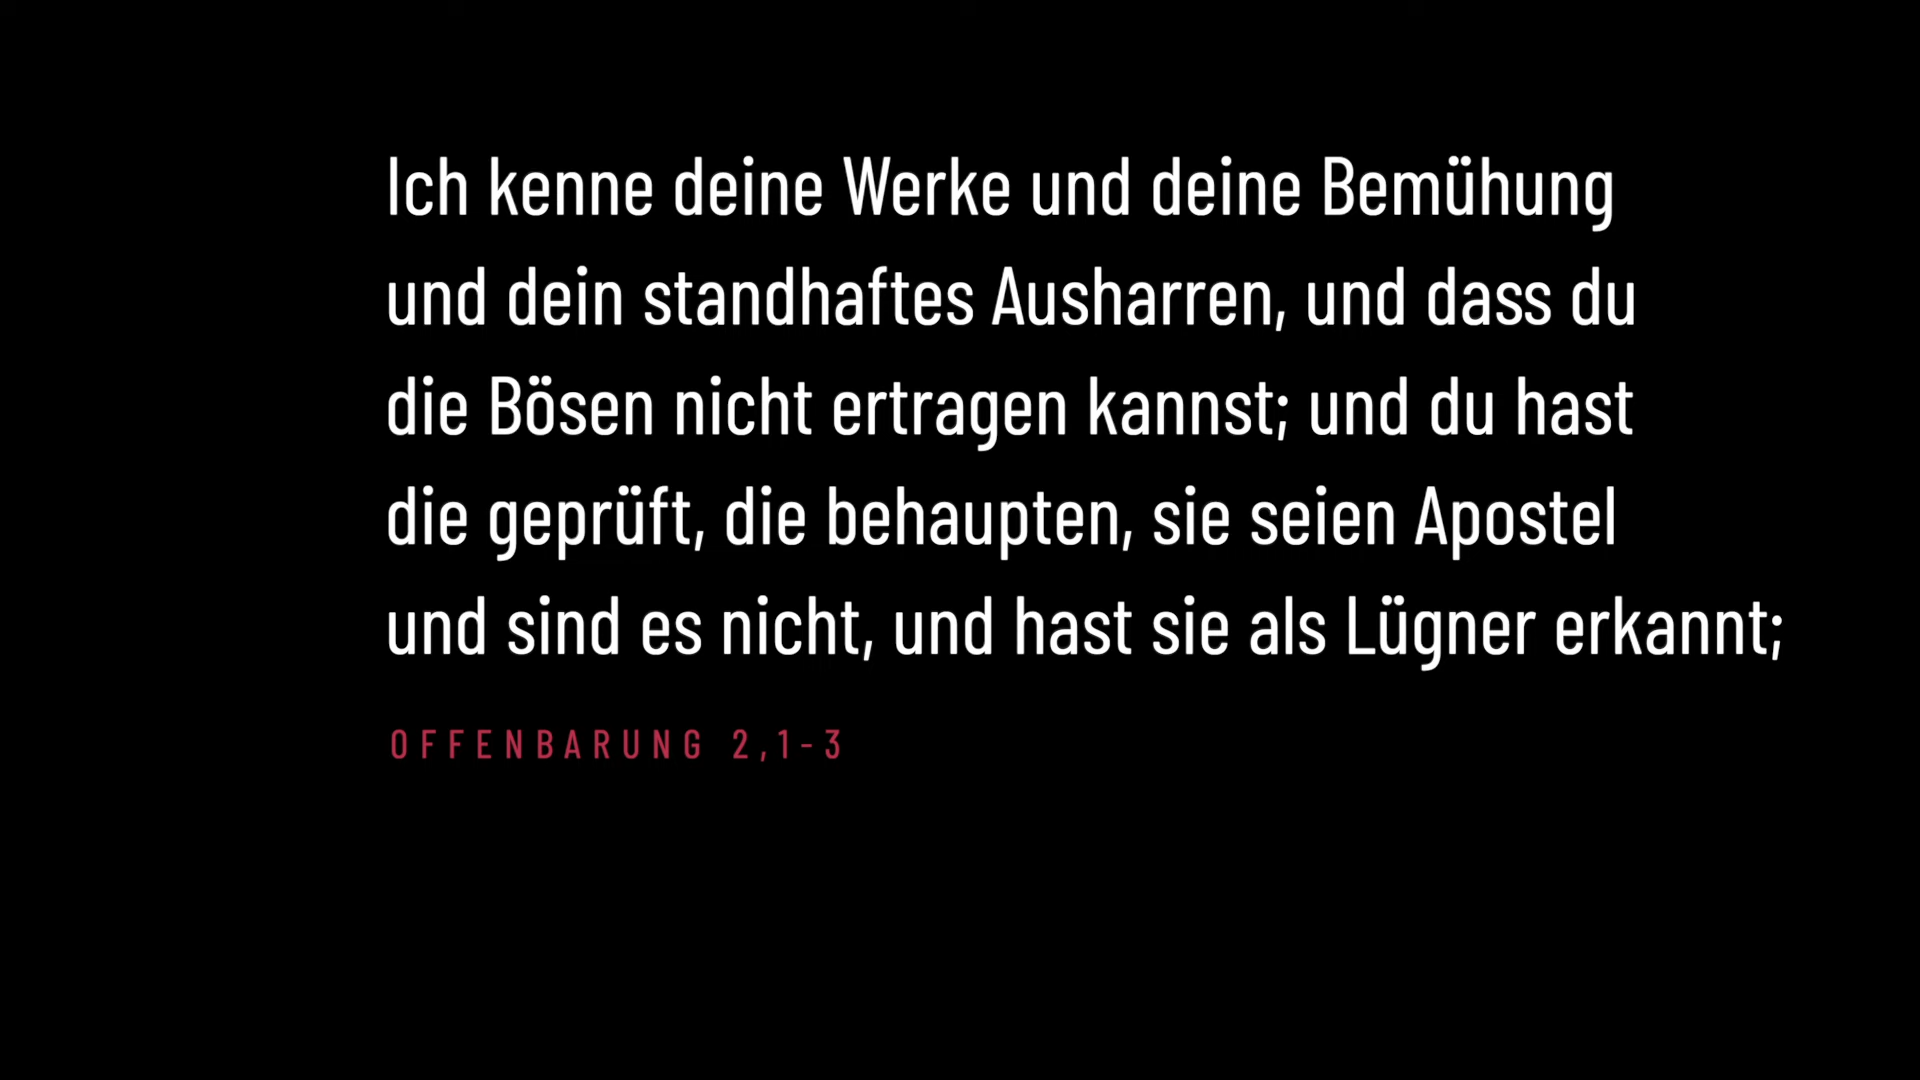 Ich kenne deine Werke und deine Bemühung
und dein standhaftes Ausharren, und dass du
die Bösen nicht ertragen kannst; und du hast
die geprüft, die behaupten, sie seien Apostel
und sind es nicht, und hast sie als Lügner erkannt;
OFFENBARUNG 2,1-3